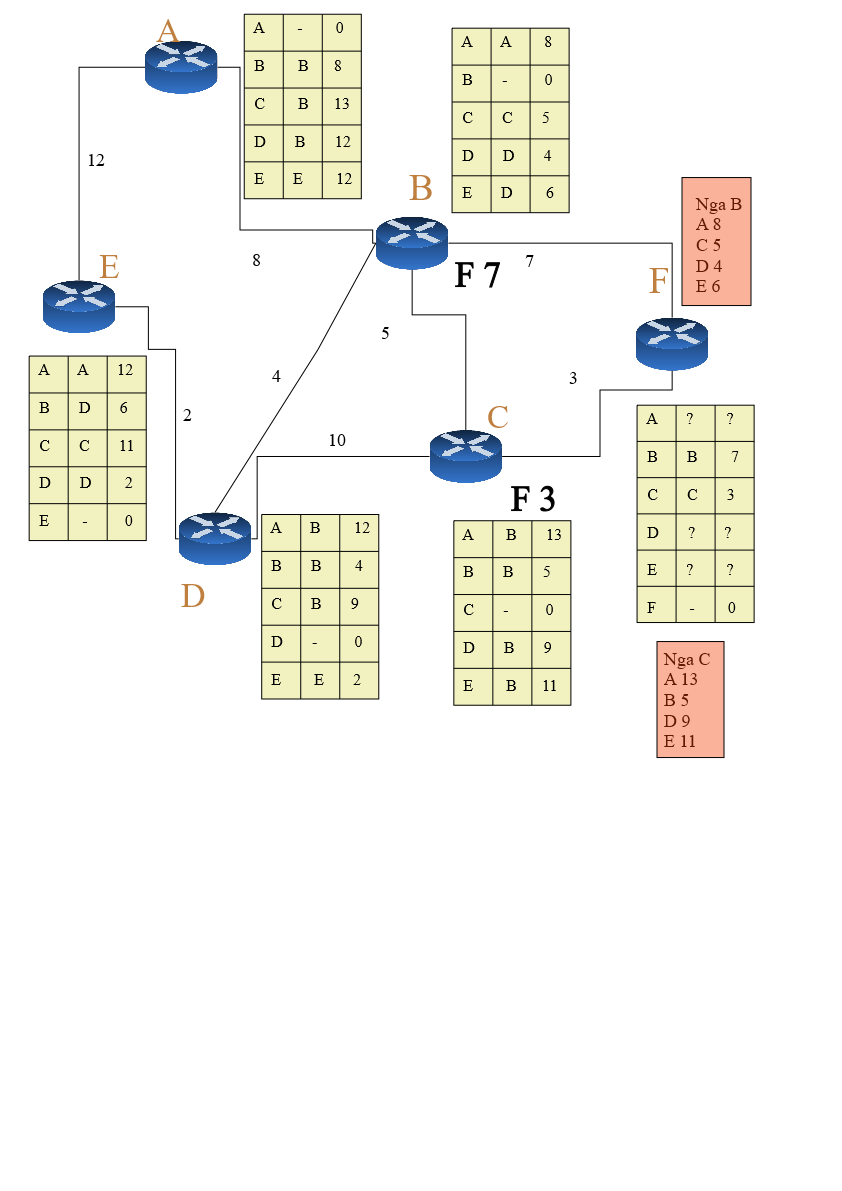 A
A - 0
B B 8
C B 13
D B 12
E E 12
A A 8
B - 0
C C 5
D D 4
E D 6
12
B
Nga B
A 8
C 5
D 4
E 6
8
F 7
7
E
F
A A 12
B D 6
C C 11
D D 2
E - 0
5
4
3
2
C
10
A ? ?
B B 7
C C 3
D ? ?
E ? ?
F - 0
F 3
D
A B 12
B B 4
C B 9
D - 0
E E 2
A B 13
B B 5
C - 0
D B 9
E B 11
Nga C
A 13
B 5
D 9
E 11